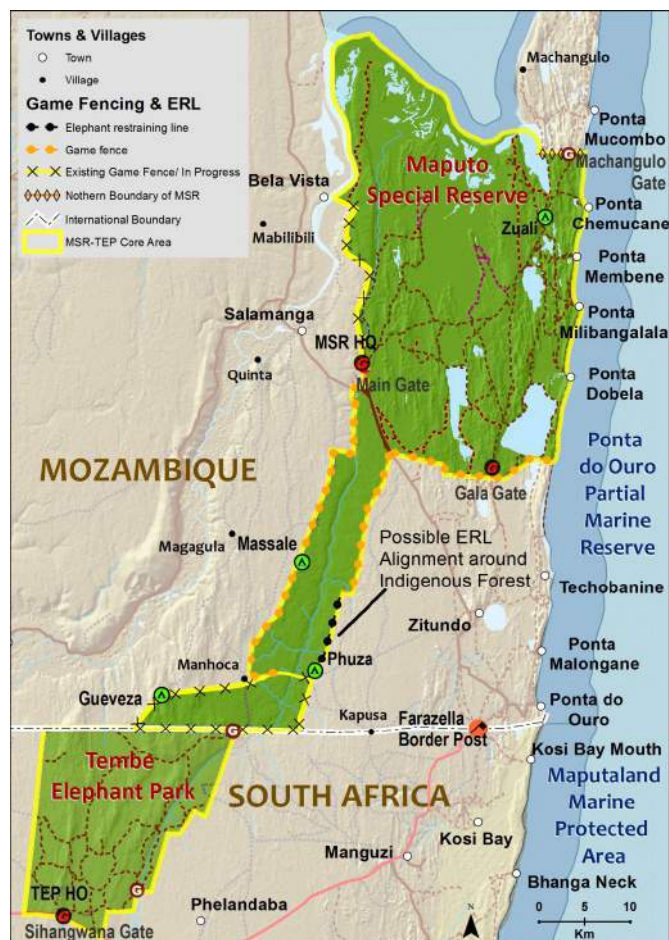 Towns & Villages
Town
Village
Game Fencing & ERL
Elephant restraining line
Game fence
Existing Game Fence/ In Progress
Nothern Boundary of MSR
International Boundary
MSR-TEP Core Area
Machangulo
Ponta
Mucombo
Machangulo
Gate
G
Maputo
Special Reserve
Bela Vista
Mabilibili
Zuali
Ponta
Chemucane
Ponta
Membene
Ponta
Milibangalala
Salamanga
MSR HQ
G
Main Gate
Quinta
Ponta
Dobela
MOZAMBIQUE
G
Gala Gate
Ponta
do Ouro
Partial
Marine
Reserve
Magagula
Massale
Possible ERL
Alignment around
Indigenous Forest
Techobanine
Zitundo
Ponta
Malongane
Manhoca
Phuza
Gueveza
Kapusa
Farazella
Border Post
Ponta do
Ouro
G
Tembe
Elephant Park
SOUTH AFRICA
Kosi Bay Mouth
Maputaland
Marine
Protected
Area
Kosi Bay
Manguzi
Bhanga Neck
TEP HQ
G
G
Sihangwana Gate
Phelandaba
N
0 5 10
Km